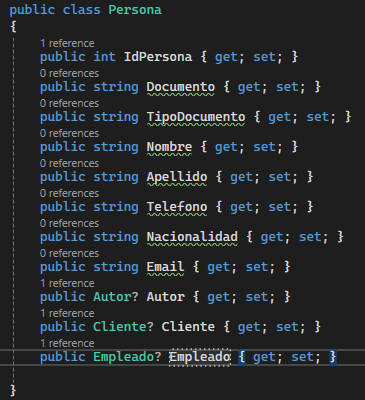 public class Persona
{
1 reference
public int IdPersona { get; set; }
0 references
public string Documento { get; set; }
0 references
public string TipoDocumento { get; set; }
0 references
public string Nombre { get; set; }
0 references
public string Apellido { get; set; }
0 references
public string Telefono { get; set; }
0 references
public string Nacionalidad { get; set; }
0 references
public string Email { get; set; }
1 reference
public Autor? Autor { get; set; }
1 reference
public Cliente? Cliente { get; set; }
1 reference
public Empleado? Empleado { get; set; }
}